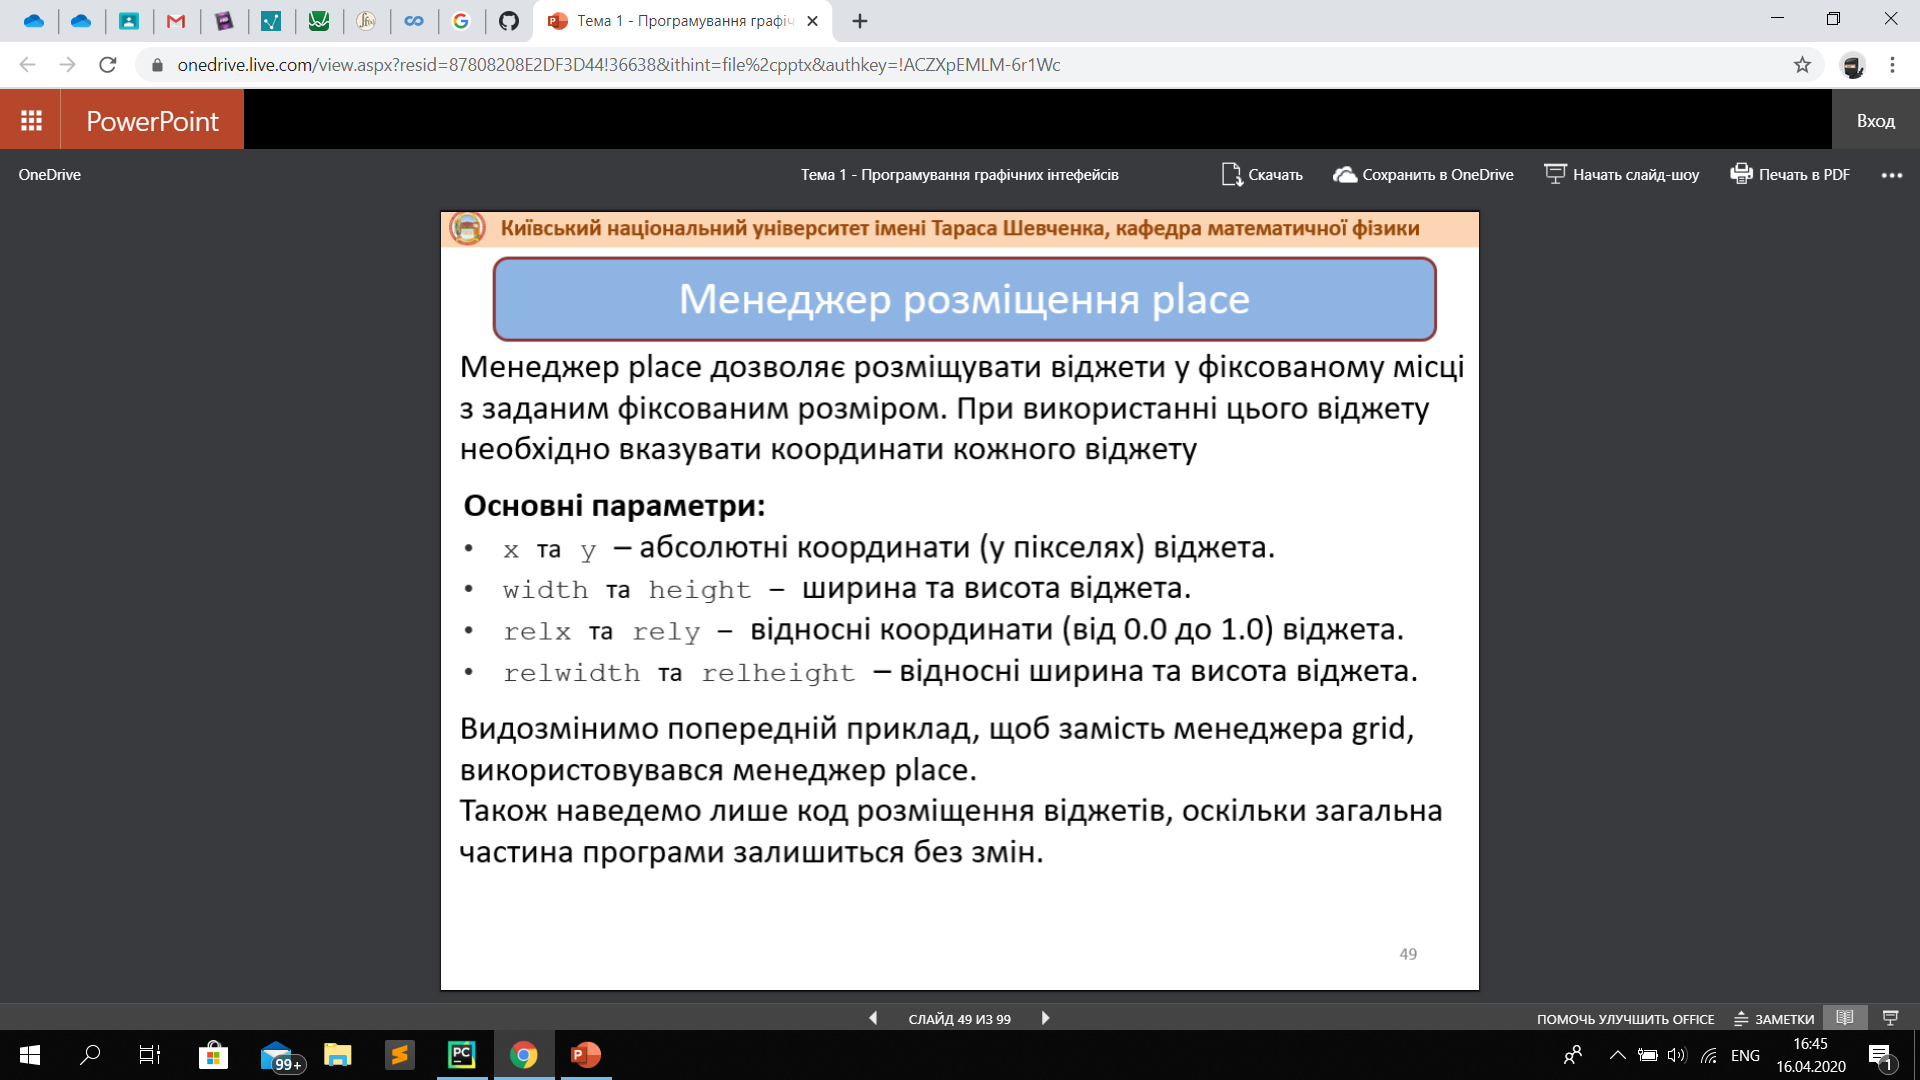 Тема 1 - Програмування графіч
onedrive.live.com/view.aspx?resid=87808208E2DF3D44!36638&ithint=file%2cpptx&authkey=!ACZXpEMLM-6r1Wc
PowerPoint
Вход
OneDrive
Тема 1 - Програмування графічних інтефейсів
Скачать
Сохранить в OneDrive
Начать слайд-шоу
Печать в PDF
Київський національний університет імені Тараса Шевченка, кафедра математичної фізики
Менеджер розміщення place
Менеджер place дозволяє розміщувати віджети у фіксованому місці
з заданим фіксованим розміром. При використанні цього віджету
необхідно вказувати координати кожного віджету
Основні параметри:
• x та y – абсолютні координати (у пікселях) віджета.
• width та height – ширина та висота віджета.
• relx та rely – відносні координати (від 0.0 до 1.0) віджета.
• relwidth та relheight – відносні ширина та висота віджета.
Видозмінимо попередній приклад, щоб замість менеджера grid,
використовувався менеджер place.
Також наведемо лише код розміщення віджетів, оскільки загальна
частина програми залишиться без змін.
49
СЛАЙД 49 ИЗ 99
ПОМОЧЬ УЛУЧШИТЬ OFFICE
ЗАМЕТКИ
99+
PC
ENG
16:45
16.04.2020
1